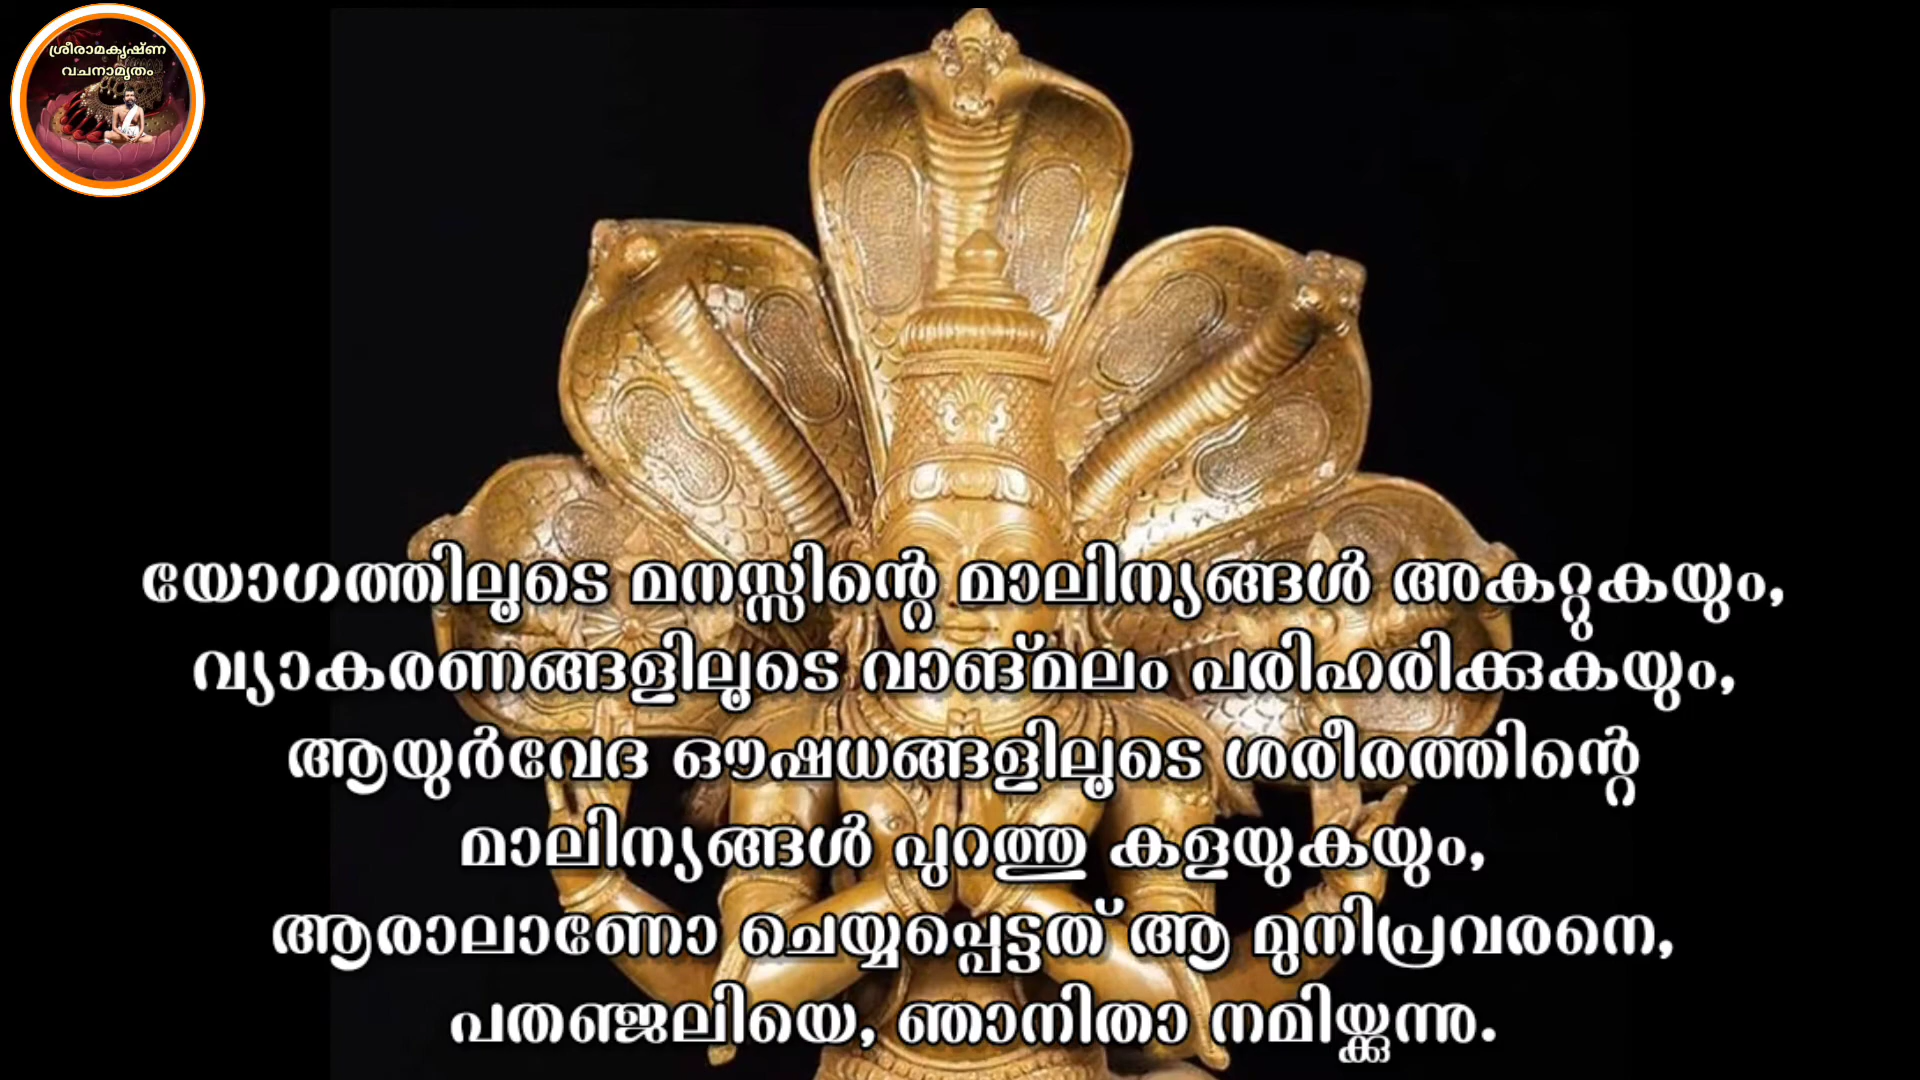 ശ്രീരാമകൃഷ്ണ
വചനാമൃതം
യോഗത്തിലൂടെ മനസ്സിന്റെ മാലിന്യങ്ങൾ അകറ്റുകയും,
വ്യാകരണങ്ങളിലൂടെ വാങ്മലം പരിഹരിക്കുകയും,
ആയുർവേദ ഔഷധങ്ങളിലൂടെ ശരീരത്തിന്റെ
മാലിന്യങ്ങൾ പുറത്തു കളയുകയും,
ആരാലാണോ ചെയ്യപ്പെട്ടത് ആ മുനിപ്രവരനെ,
പതഞ്ജലിയെ, ഞാനിതാ നമിയ്ക്കുന്നു.